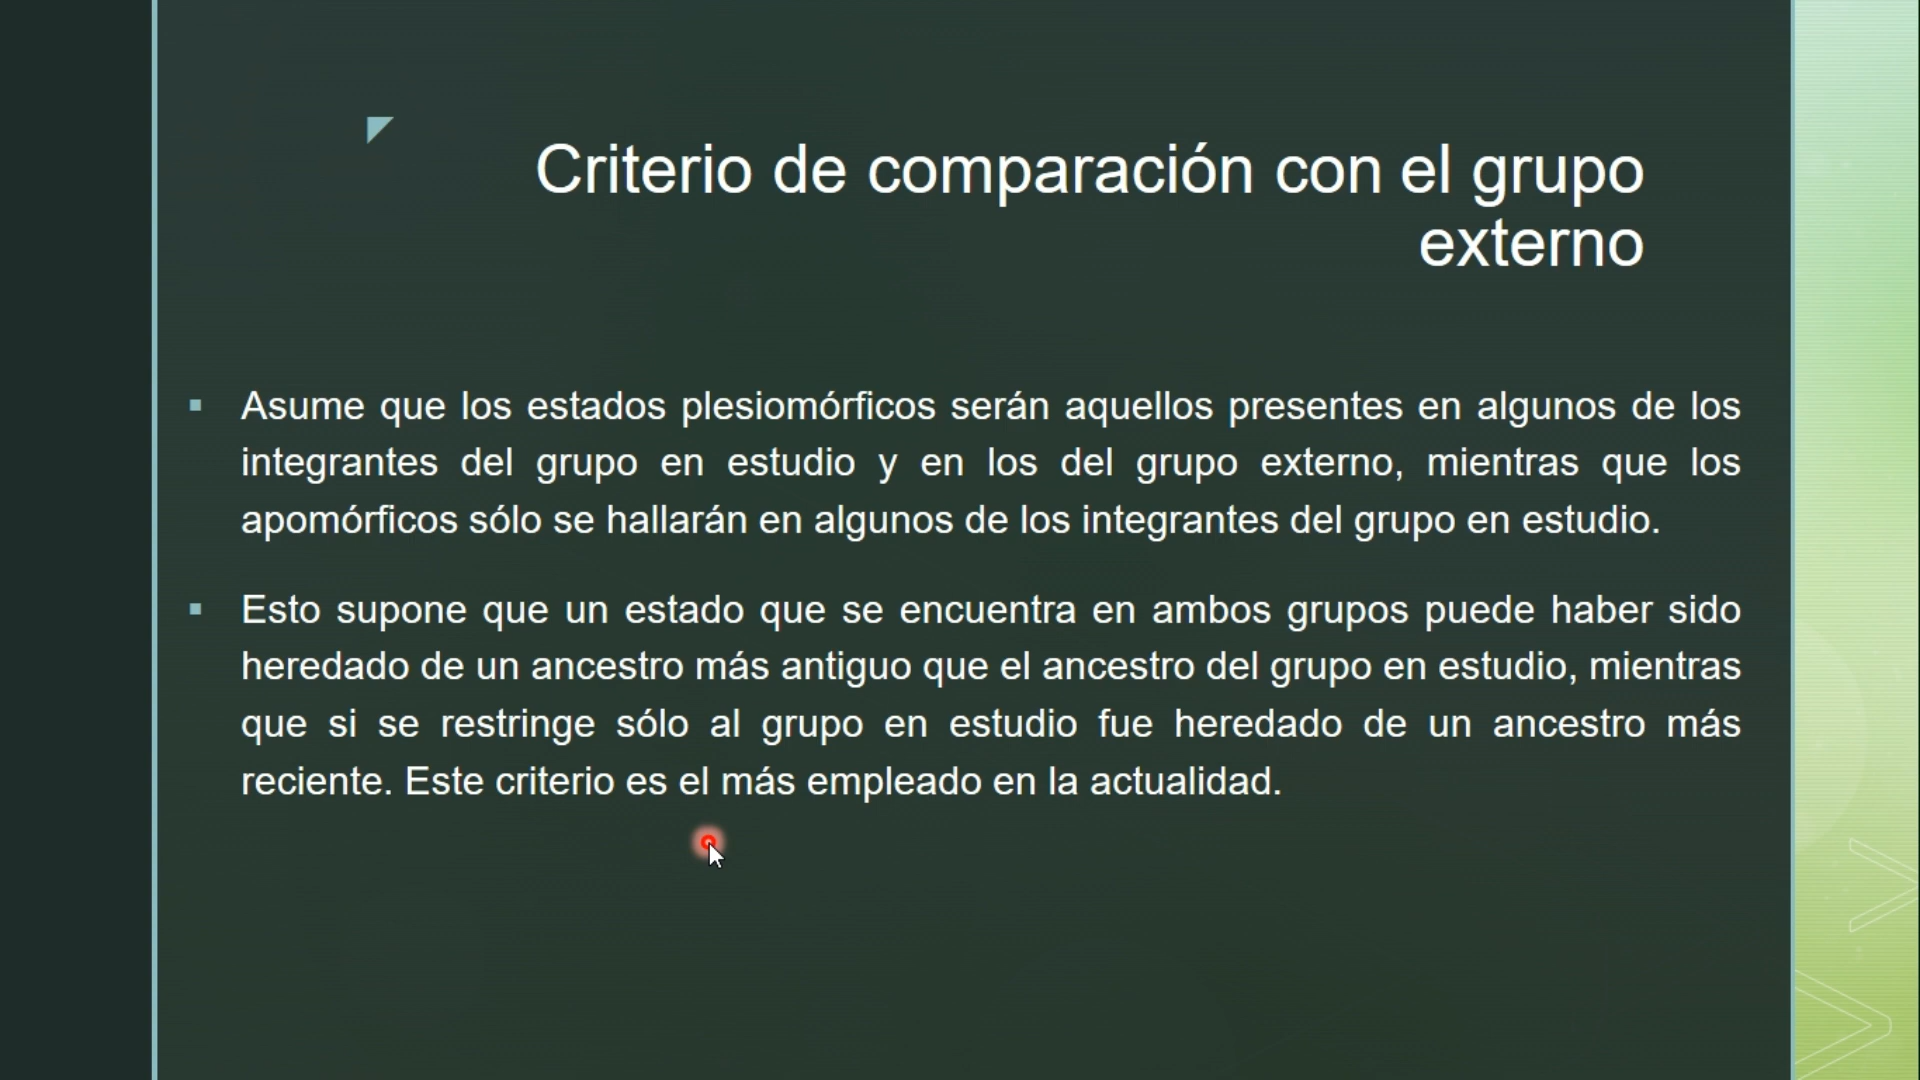 Criterio de comparación con el grupo
externo
Asume que los estados plesiomórficos serán aquellos presentes en algunos de los
integrantes del grupo en estudio y en los del grupo externo, mientras que los
apomórficos sólo se hallarán en algunos de los integrantes del grupo en estudio.
Esto supone que un estado que se encuentra en ambos grupos puede haber sido
heredado de un ancestro más antiguo que el ancestro del grupo en estudio, mientras
que si se restringe sólo al grupo en estudio fue heredado de un ancestro más
reciente. Este criterio es el más empleado en la actualidad.